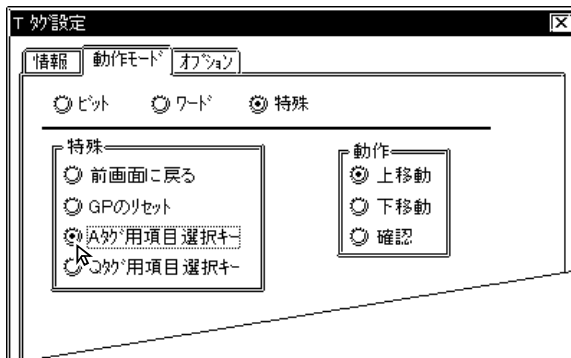 T ﾀｸﾞ設定
情報 動作ﾓｰﾄﾞ ｵﾌﾟｼｮﾝ
ﾋﾞｯﾄ ﾜｰﾄﾞ 特殊
特殊
前画面に戻る
GPのﾘｾｯﾄ
Aﾀｸﾞ用項目選択ｷｰ
Qﾀｸﾞ用項目選択ｷｰ
動作
上移動
下移動
確認